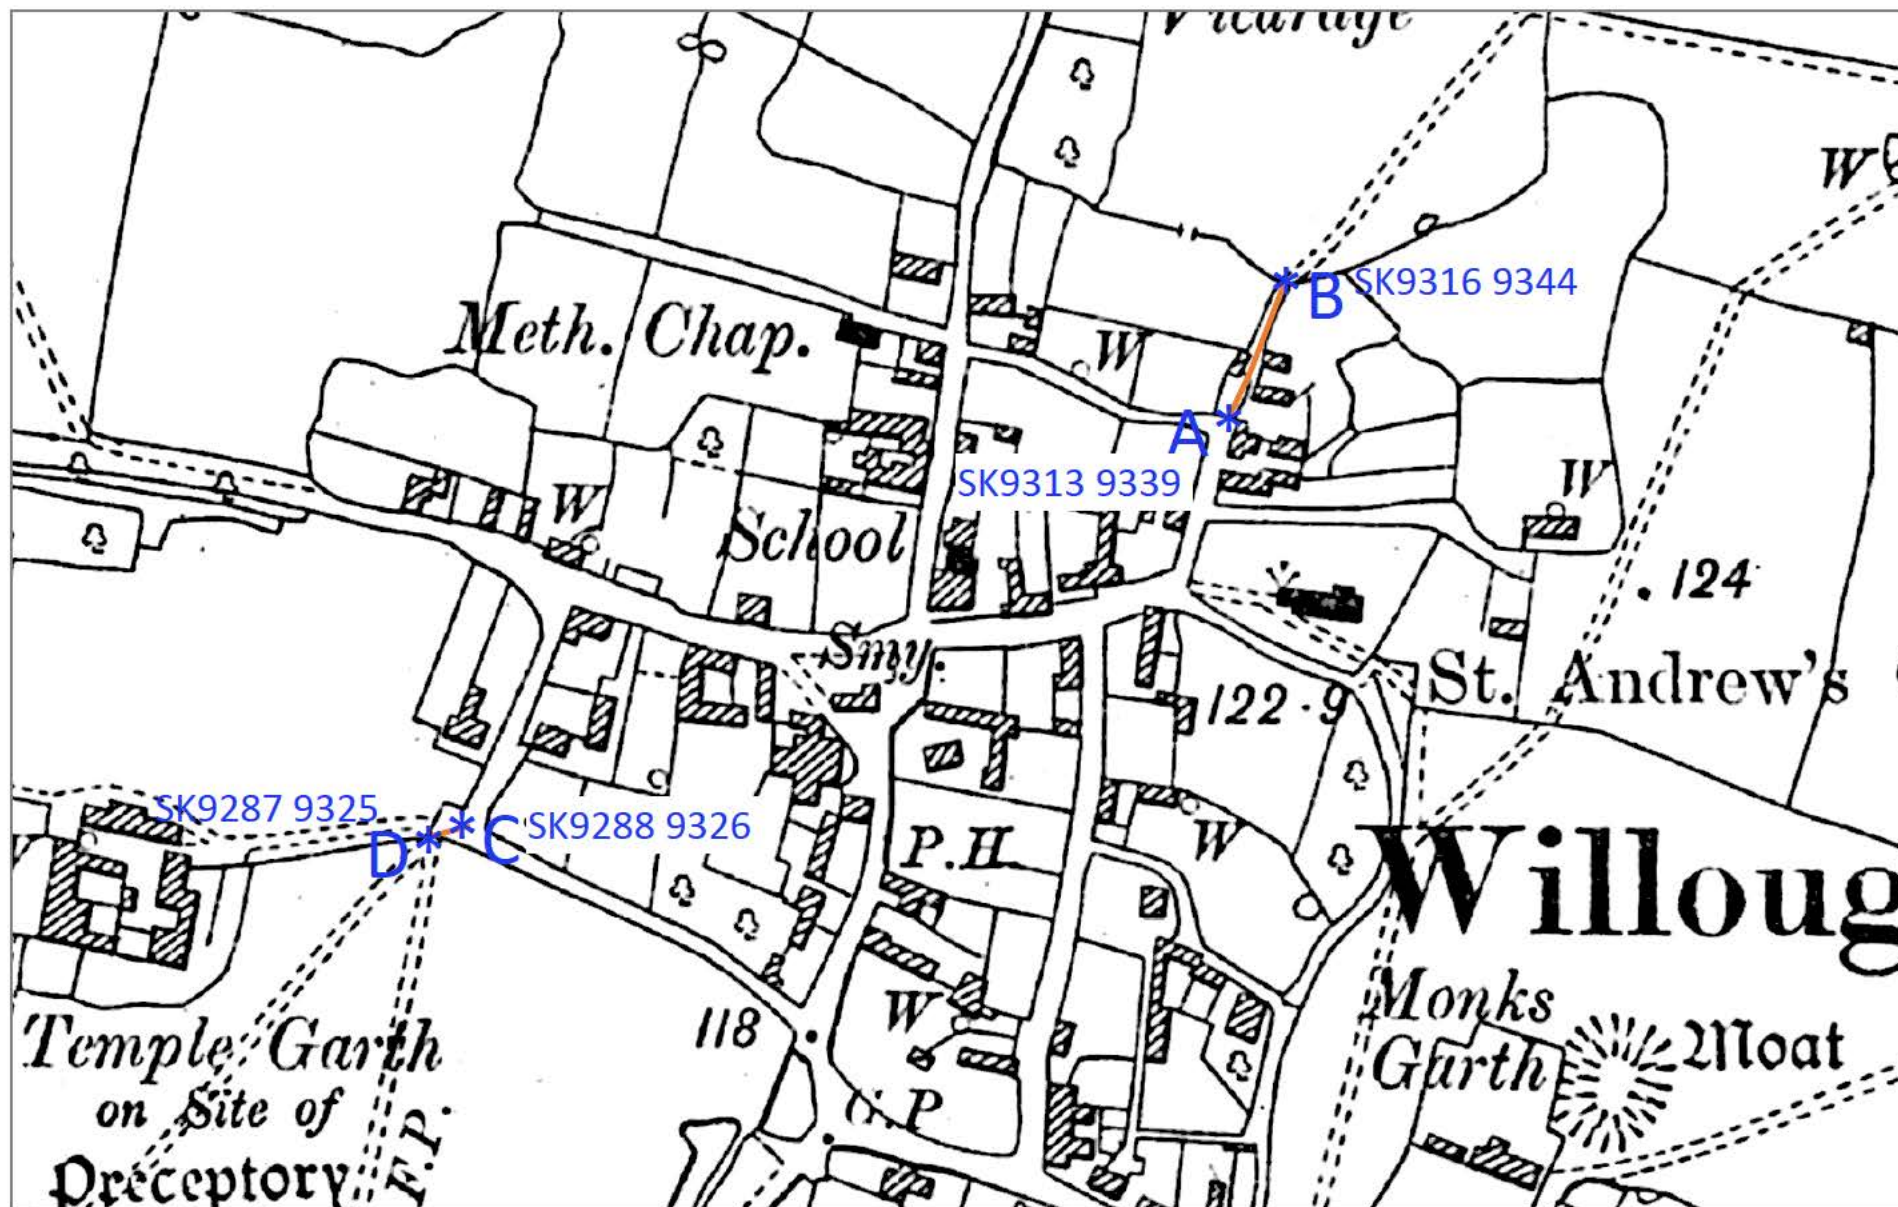 Vicarage
W
B SK9316 9344
Meth. Chap.
W
A
SK9313 9339
W
W
School
. 124
Smy.
St. Andrew's
122·9
SK9287 9325
D
C SK9288 9326
P.H.
W
Willoug
Monks
Garth
Moat
W
118
Temple Garth
on Site of
Preceptory
F.P.
G.P